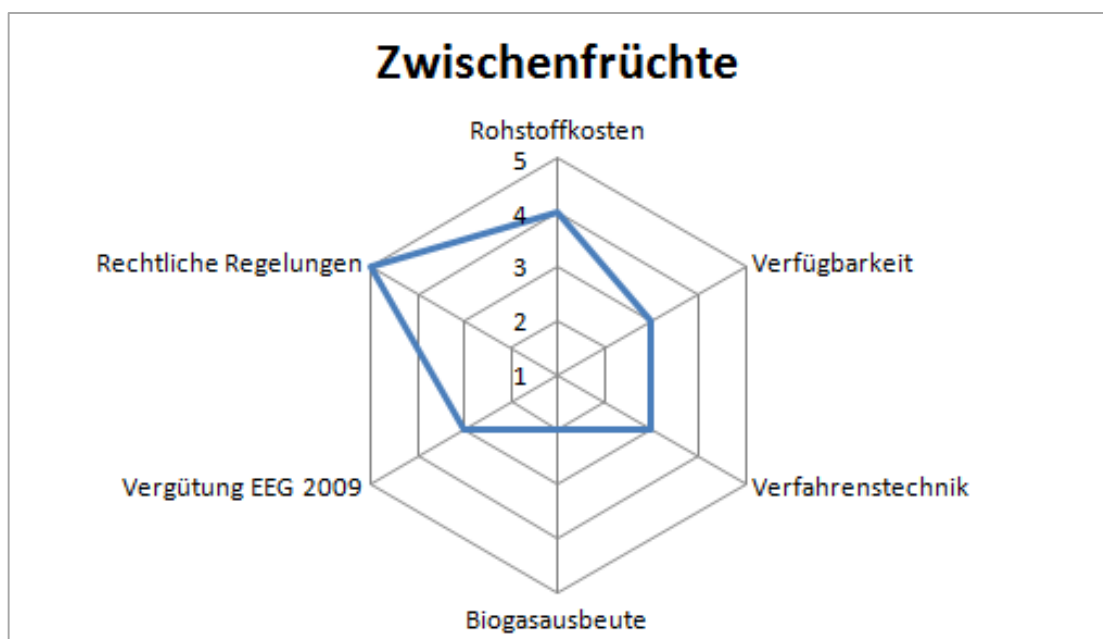 Zwischenfrüchte
Rohstoffkosten
5
4
Rechtliche Regelungen
Verfügbarkeit
3
2
1
Vergütung EEG 2009
Verfahrenstechnik
Biogasausbeute